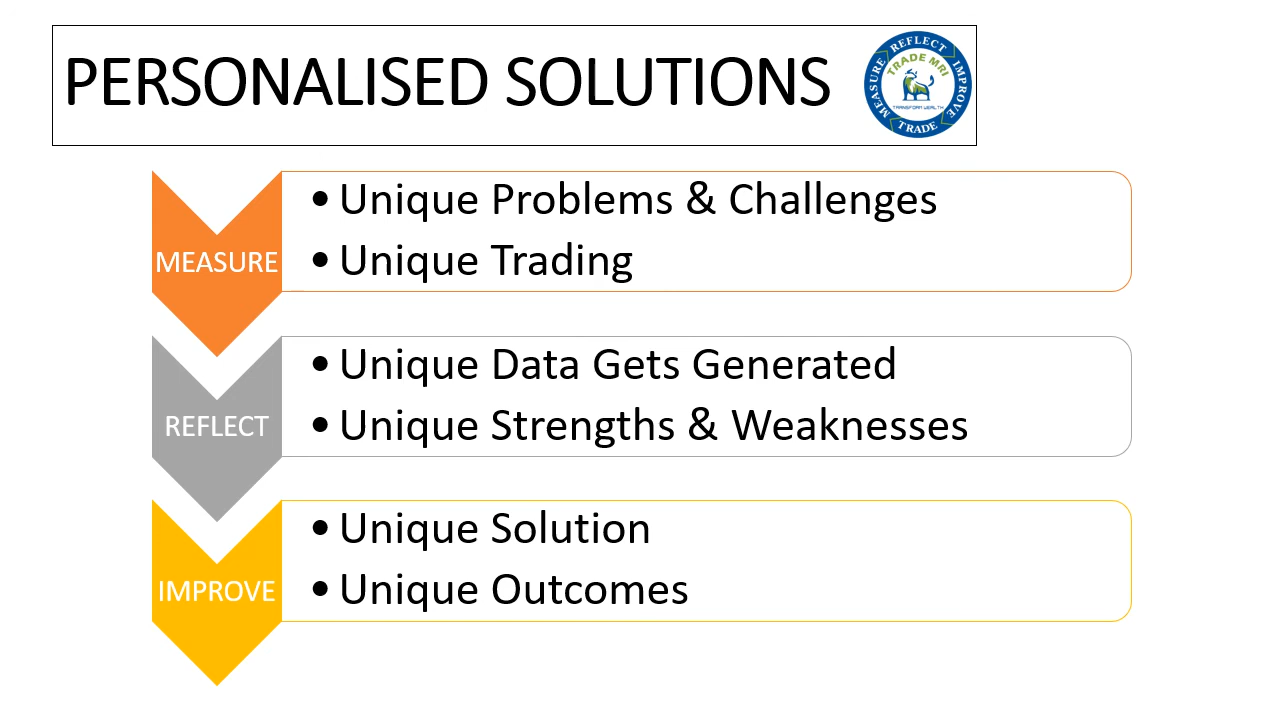 PERSONALISED SOLUTIONS
MEASURE REFLECT IMPROVE
TRADE MRI
TRANSFORM WEALTH
TRADE
MEASURE
• Unique Problems & Challenges
• Unique Trading
REFLECT
• Unique Data Gets Generated
• Unique Strengths & Weaknesses
IMPROVE
• Unique Solution
• Unique Outcomes